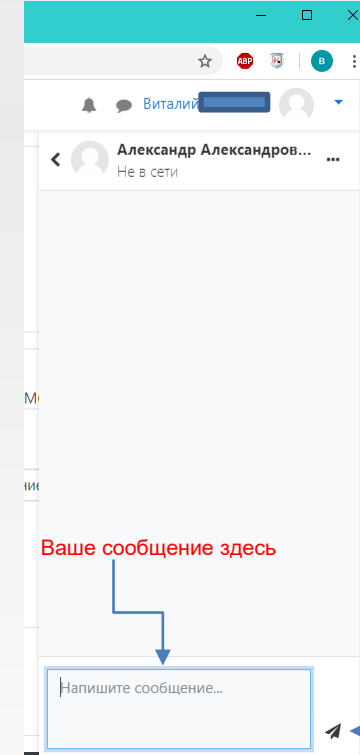 ABP
В
Виталий
Александр Александров...
Не в сети
Ваше сообщение здесь
Напишите сообщение...